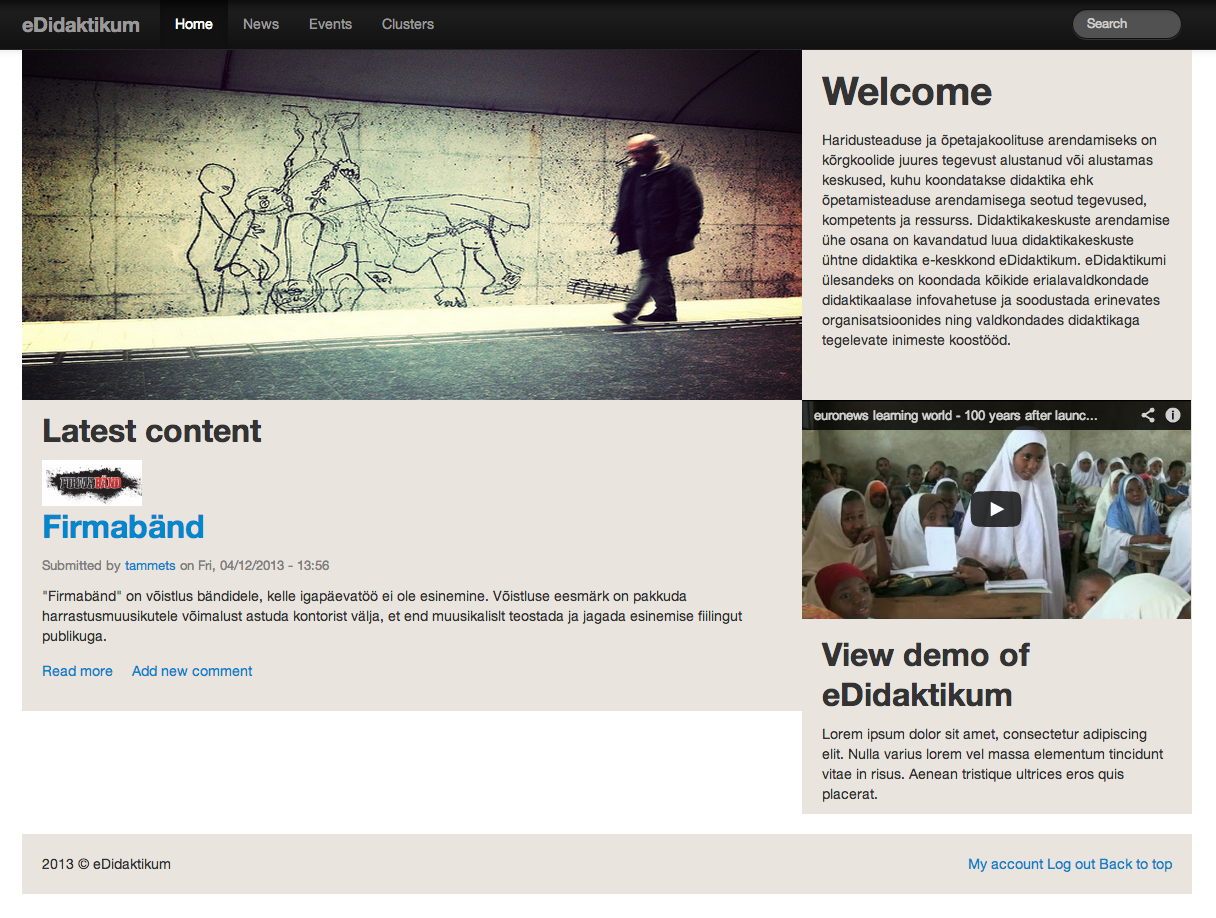 eDidaktikum Home News Events Clusters Search
Welcome
Haridusteaduse ja õpetajakoolituse arendamiseks on
kõrgkoolide juures tegevust alustanud või alustamas
keskused, kuhu koondatakse didaktika ehk
õpetamisteaduse arendamisega seotud tegevused,
kompetents ja ressurss. Didaktikakeskuste arendamise
ühe osana on kavandatud luua didaktikakeskuste
ühtne didaktika e-keskkond eDidaktikum. eDidaktikumi
ülesandeks on koondada kõikide erialavaldkondade
didaktikaalase infovahetuse ja soodustada erinevates
organisatsioonides ning valdkondades didaktikaga
tegelevate inimeste koostööd.
Latest content
FIRMABÄND
Firmabänd
Submitted by tammets on Fri, 04/12/2013 - 13:56
"Firmabänd" on võistlus bändidele, kelle igapäevatöö ei ole esinemine. Võistluse eesmärk on pakkuda
harrastusmuusikutele võimalust astuda kontorist välja, et end muusikalislt teostada ja jagada esinemise fiilingut
publikuga.
Read more Add new comment
euronews learning world - 100 years after launc...
View demo of
eDidaktikum
Lorem ipsum dolor sit amet, consectetur adipiscing
elit. Nulla varius lorem vel massa elementum tincidunt
vitae in risus. Aenean tristique ultrices eros quis
placerat.
2013 © eDidaktikum My account Log out Back to top